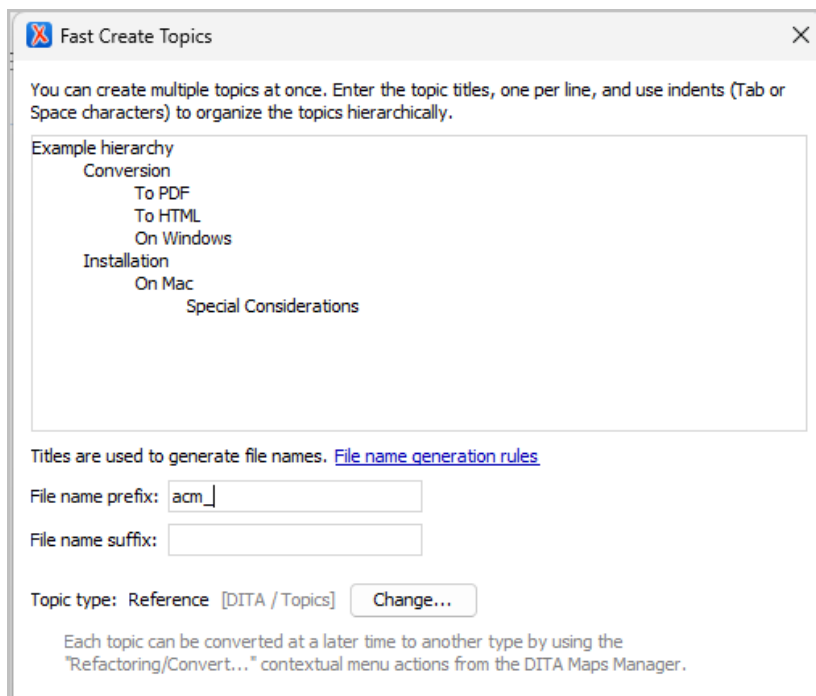 Fast Create Topics
You can create multiple topics at once. Enter the topic titles, one per line, and use indents (Tab or
Space characters) to organize the topics hierarchically.
Example hierarchy
Conversion
To PDF
To HTML
On Windows
Installation
On Mac
Special Considerations
Titles are used to generate file names. File name generation rules
File name prefix: acm_
File name suffix:
Topic type: Reference [DITA / Topics] Change...
Each topic can be converted at a later time to another type by using the
"Refactoring/Convert..." contextual menu actions from the DITA Maps Manager.